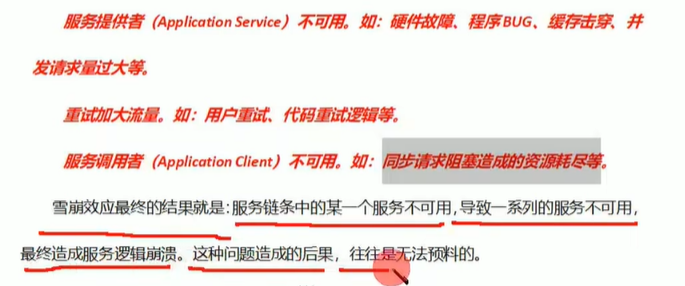 服务提供者（Application Service）不可用。如：硬件故障、程序BUG、缓存击穿、并
发请求量过大等。
重试加大流量。如：用户重试、代码重试逻辑等。
服务调用者（Application Client）不可用。如：同步请求阻塞造成的资源耗尽等。
雪崩效应最终的结果就是：服务链条中的某一个服务不可用，导致一系列的服务不可用，
最终造成服务逻辑崩溃。这种问题造成的后果，往往是无法预料的。